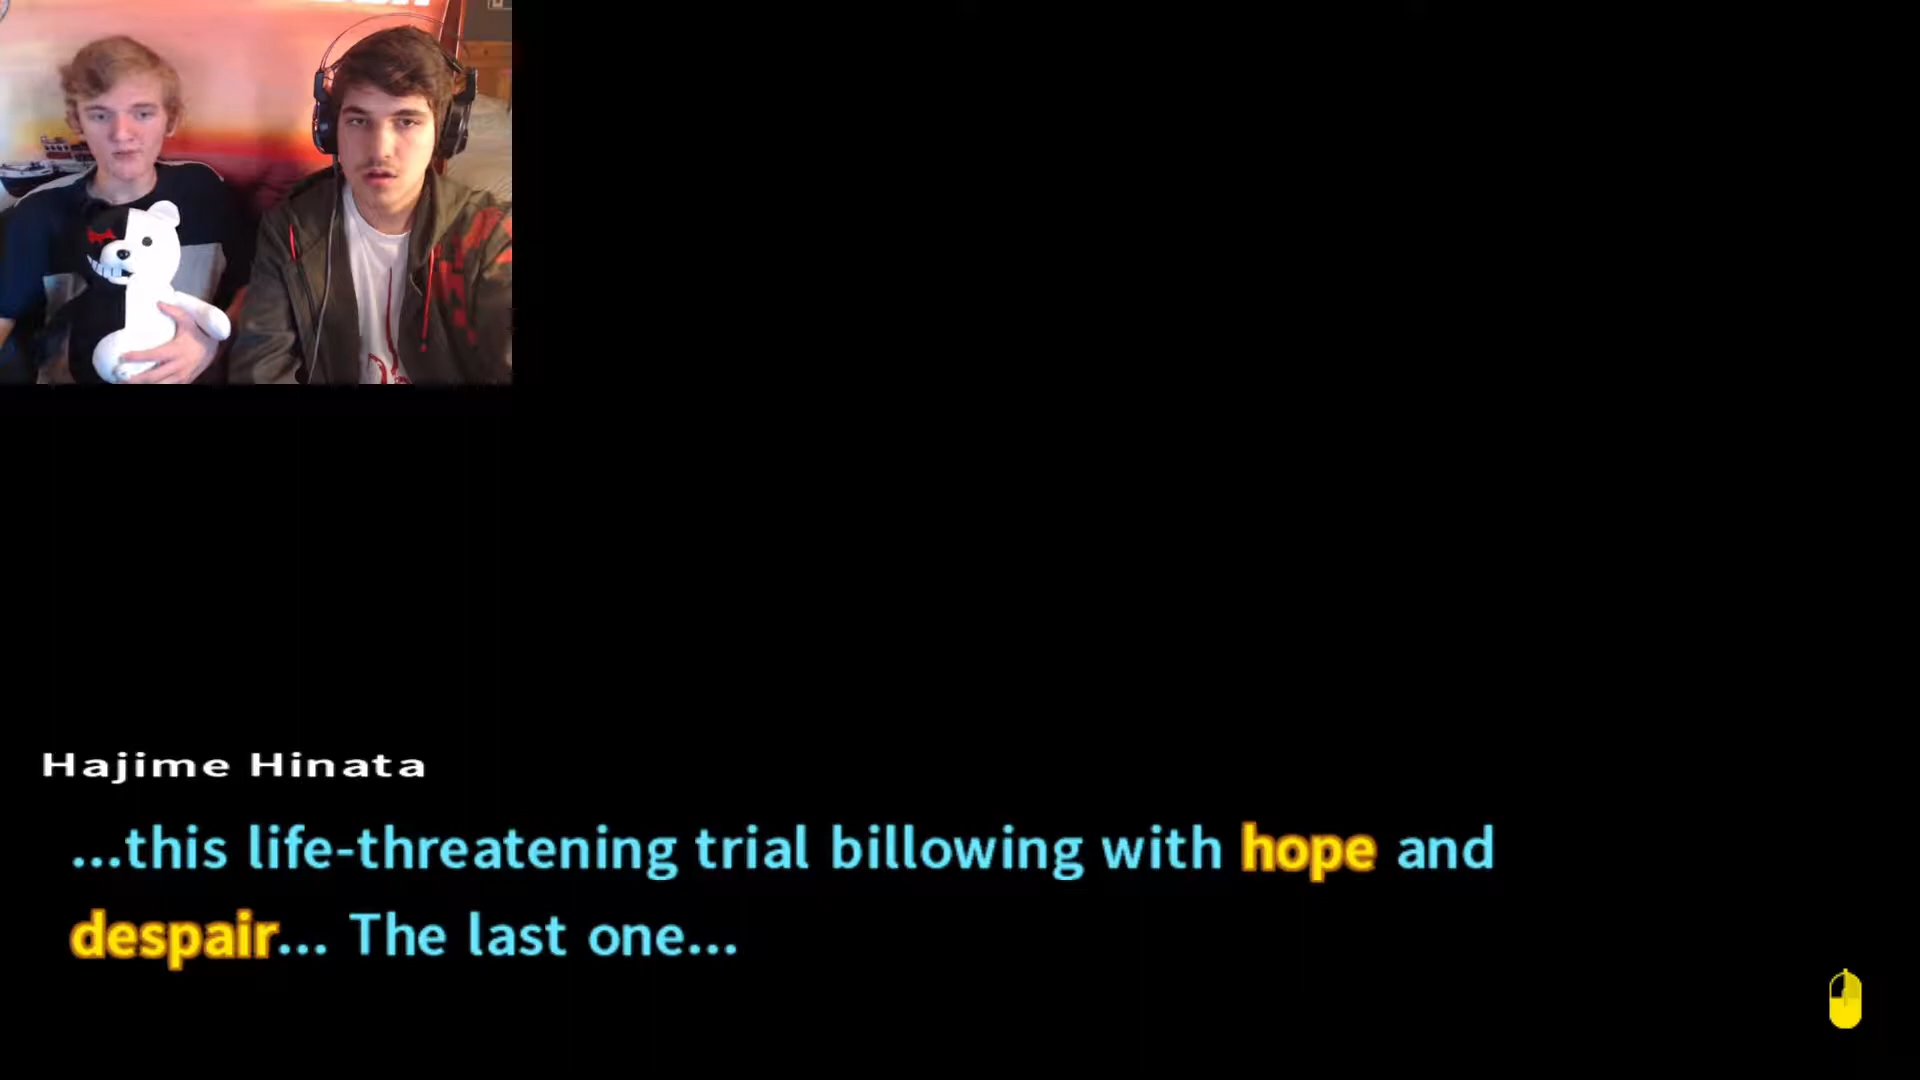 Hajime Hinata
...this life-threatening trial billowing with hope and
despair... The last one...